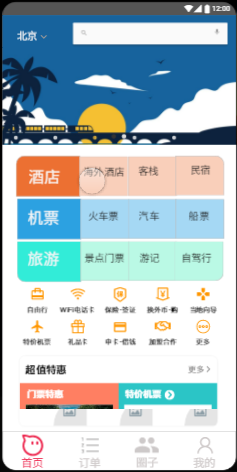 12:00
北京
酒店 海外酒店 客栈 民宿
机票 火车票 汽车 船票
旅游 景点门票 游记 自驾行
自由行 WIFI电话卡 保险·签证 换外币·购 当地向导
特价机票 礼品卡 申卡·借钱 加盟合作 更多
超值特惠 更多
门票特惠 特价机票
首页 订单 圈子 我的